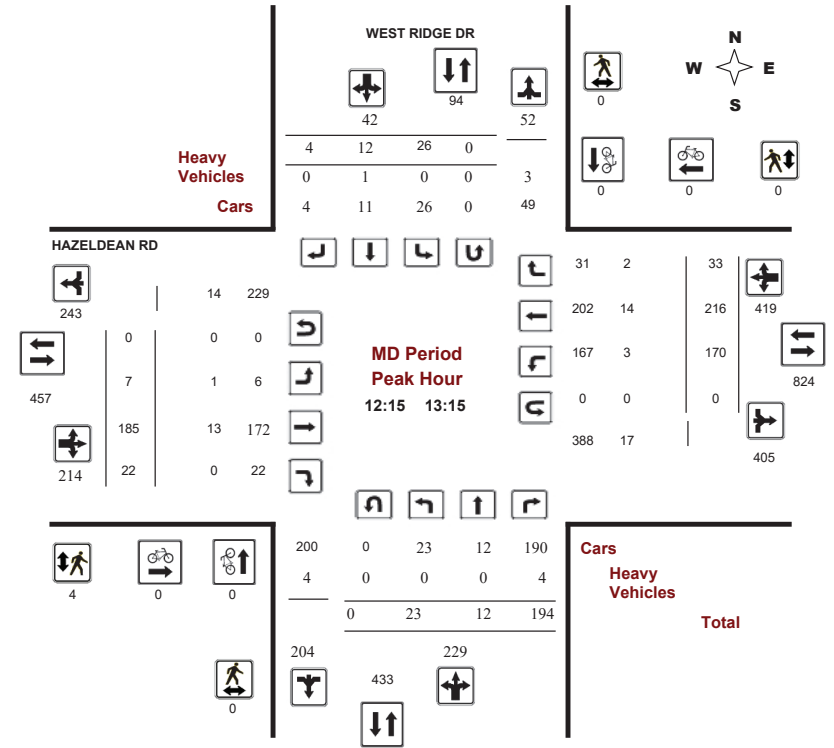 WEST RIDGE DR
N
W E
S
94
0
42 52
4 12 26 0
Heavy
Vehicles
0 1 0 0 3
Cars
4 11 26 0 49
0 0 0
HAZELDEAN RD
243
14 229
0 0 0
457
7 1 6
185 13 172
214
22 0 22
MD Period
Peak Hour
12:15 13:15
31 2 33
202 14 216 419
167 3 170
824
0 0 0
388 17
405
200 0 23 12 190
Cars
4 0 0 0 4
Heavy
Vehicles
0 23 12 194
Total
4 0 0
204 229
433
0